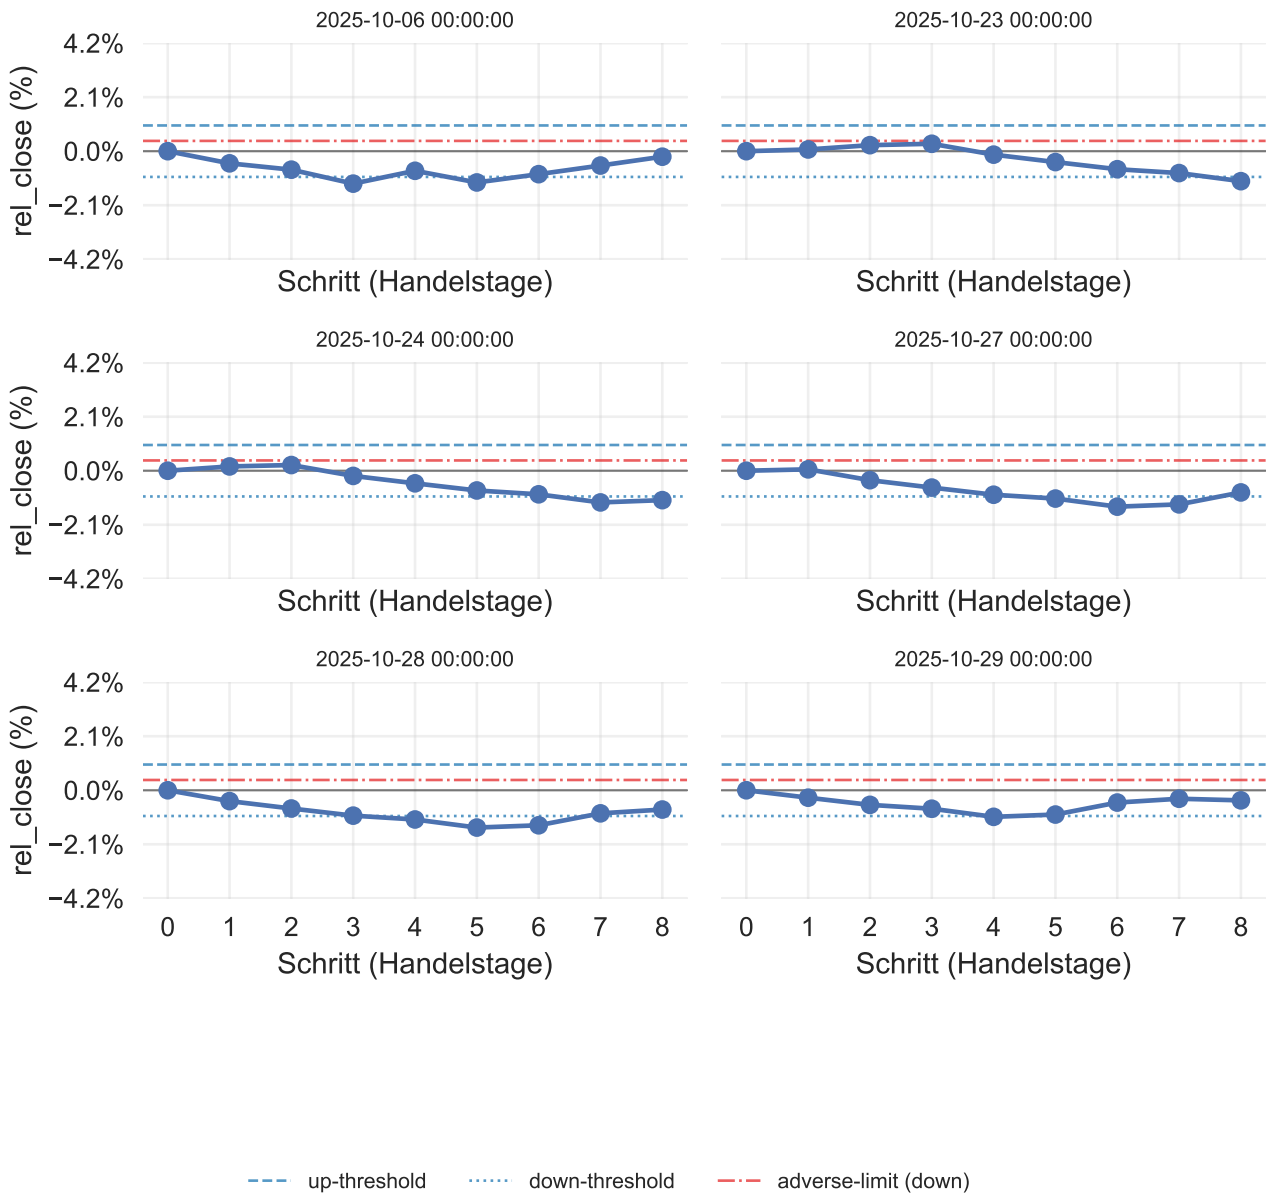 2025-10-06 00:00:00
2025-10-23 00:00:00
4.2%
2.1%
0.0%
−2.1%
−4.2%
rel_close (%)
Schritt (Handelstage)
Schritt (Handelstage)
2025-10-24 00:00:00
2025-10-27 00:00:00
4.2%
2.1%
0.0%
−2.1%
−4.2%
rel_close (%)
Schritt (Handelstage)
Schritt (Handelstage)
2025-10-28 00:00:00
2025-10-29 00:00:00
4.2%
2.1%
0.0%
−2.1%
−4.2%
rel_close (%)
0 1 2 3 4 5 6 7 8
0 1 2 3 4 5 6 7 8
Schritt (Handelstage)
Schritt (Handelstage)
up-threshold
down-threshold
adverse-limit (down)